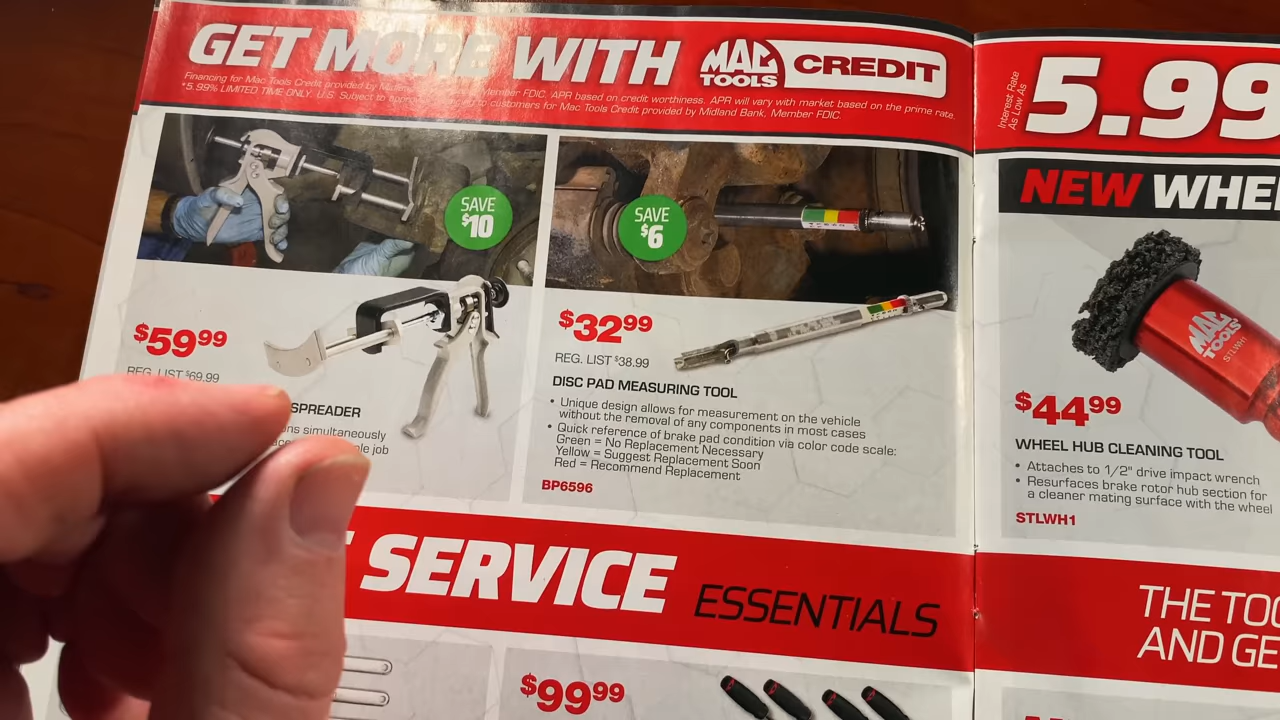 GET MORE WITH MAC TOOLS CREDIT
Financing for Mac Tools Credit provided by Member FDIC. APR based on credit worthiness. APR will vary with market based on the prime rate.
*5.99% LIMITED TIME ONLY. U.S. Subject to to customers for Mac Tools Credit provided by Midland Bank, Member FDIC.
SAVE
$10
$59.99
REG. LIST $69.99
SPREADER
simultaneously
job
SAVE
$6
$32.99
REG. LIST $38.99
DISC PAD MEASURING TOOL
• Unique design allows for measurement on the vehicle
without the removal of any components in most cases
• Quick reference of brake pad condition via color code scale:
Green = No Replacement Necessary
Yellow = Suggest Replacement Soon
Red = Recommend Replacement
BP6596
SERVICE ESSENTIALS
$99.99
Interest Rate
As Low As
5.99
NEW WHE
MAC
TOOLS
STLWH1
$44.99
WHEEL HUB CLEANING TOOL
• Attaches to 1/2" drive impact wrench
• Resurfaces brake rotor hub section for
a cleaner mating surface with the wheel
STLWH1
THE TOO
AND GE